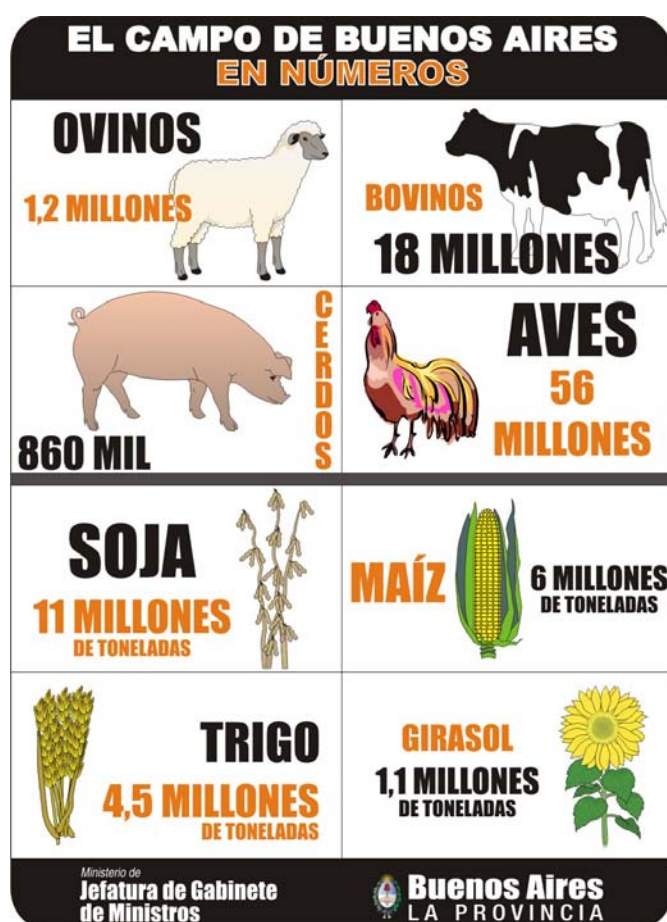 EL CAMPO DE BUENOS AIRES
EN NÚMEROS
OVINOS
1,2 MILLONES
BOVINOS
18 MILLONES
CERDOS
860 MIL
AVES
56
MILLONES
SOJA
11 MILLONES
DE TONELADAS
MAÍZ
6 MILLONES
DE TONELADAS
TRIGO
4,5 MILLONES
DE TONELADAS
GIRASOL
1,1 MILLONES
DE TONELADAS
Ministerio de
Jefatura de Gabinete
de Ministros
Buenos Aires
LA PROVINCIA